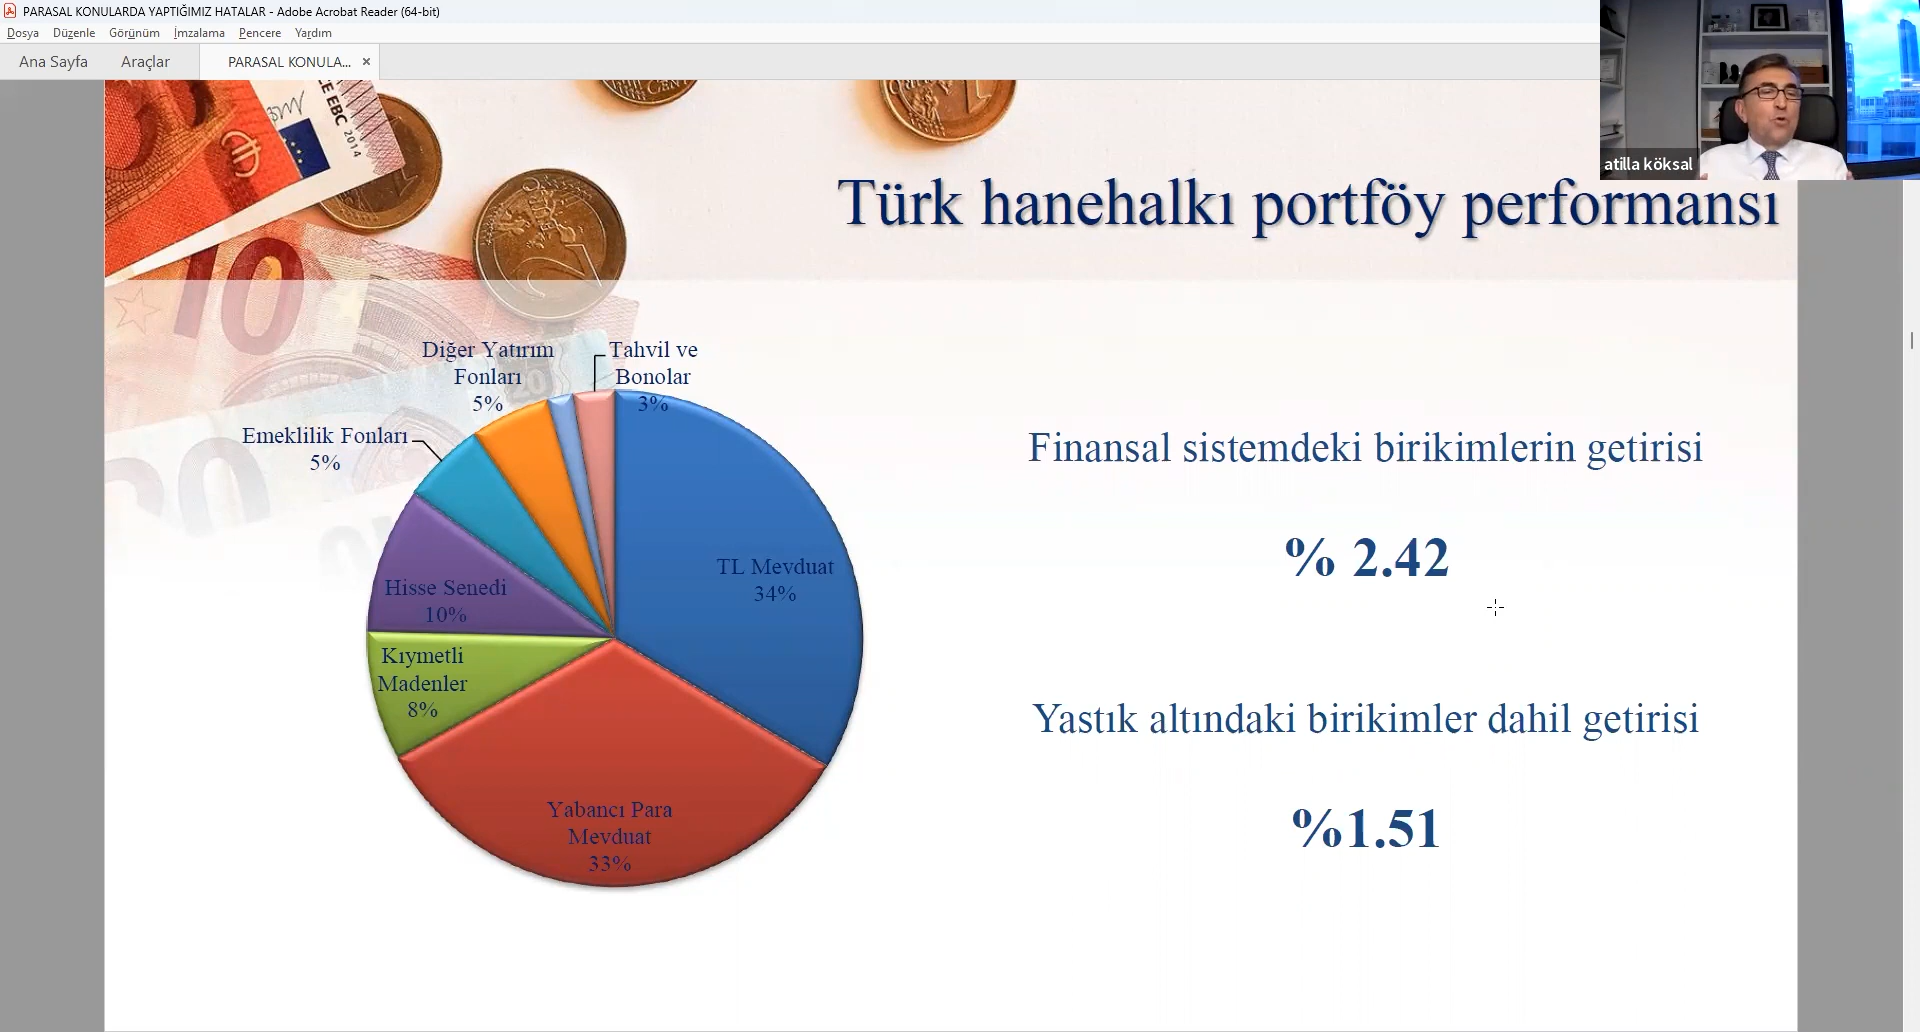 PARASAL KONULARDA YAPTIĞIMIZ HATALAR - Adobe Acrobat Reader (64-bit)
Dosya Düzenle Görünüm İmzalama Pencere Yardım
Ana Sayfa Araçlar PARASAL KONULA... ×
atilla köksal
2014
10
20
Türk hanehalkı portföy performansı
Diğer Yatırım
Fonları
5%
Tahvil ve
Bonolar
3%
Emeklilik Fonları
5%
TL Mevduat
34%
Hisse Senedi
10%
Kıymetli
Madenler
8%
Yabancı Para
Mevduat
33%
Finansal sistemdeki birikimlerin getirisi
% 2.42
Yastık altındaki birikimler dahil getirisi
%1.51